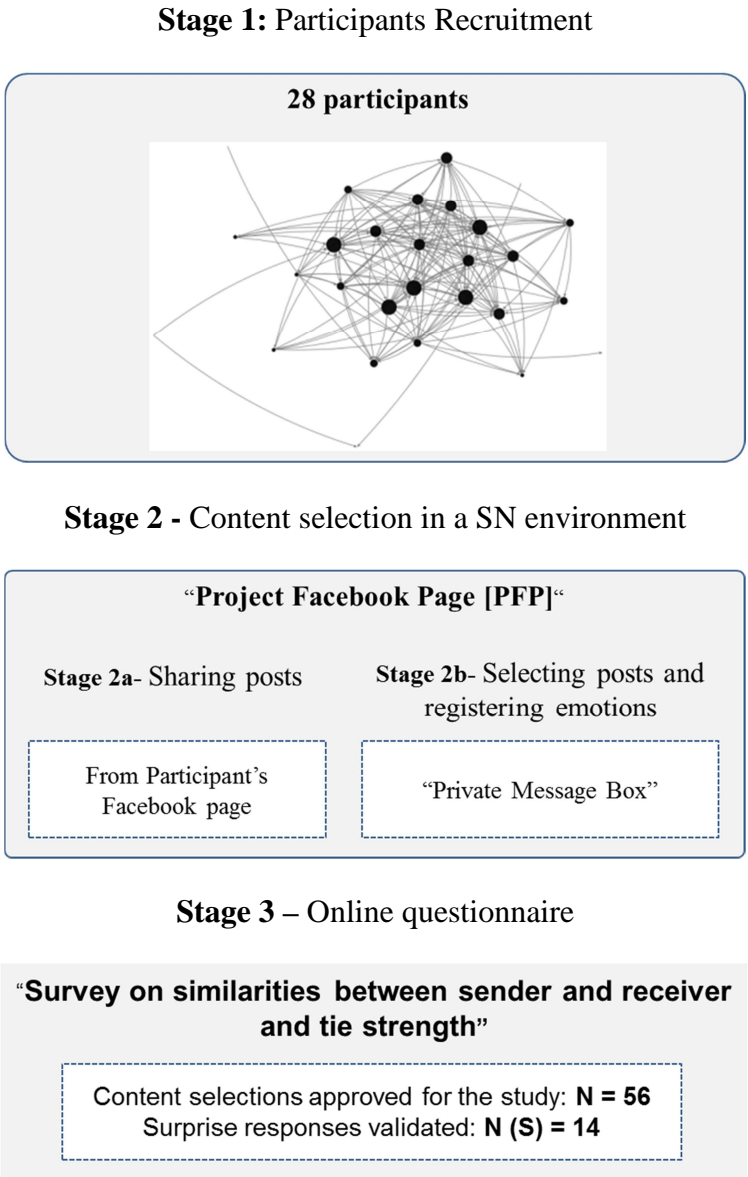 Stage 1: Participants Recruitment
28 participants
Stage 2 - Content selection in a SN environment
“Project Facebook Page [PFP]“
Stage 2a- Sharing posts
From Participant’s
Facebook page
Stage 2b- Selecting posts and
registering emotions
“Private Message Box”
Stage 3 – Online questionnaire
“Survey on similarities between sender and receiver
and tie strength”
Content selections approved for the study: N = 56
Surprise responses validated: N (S) = 14